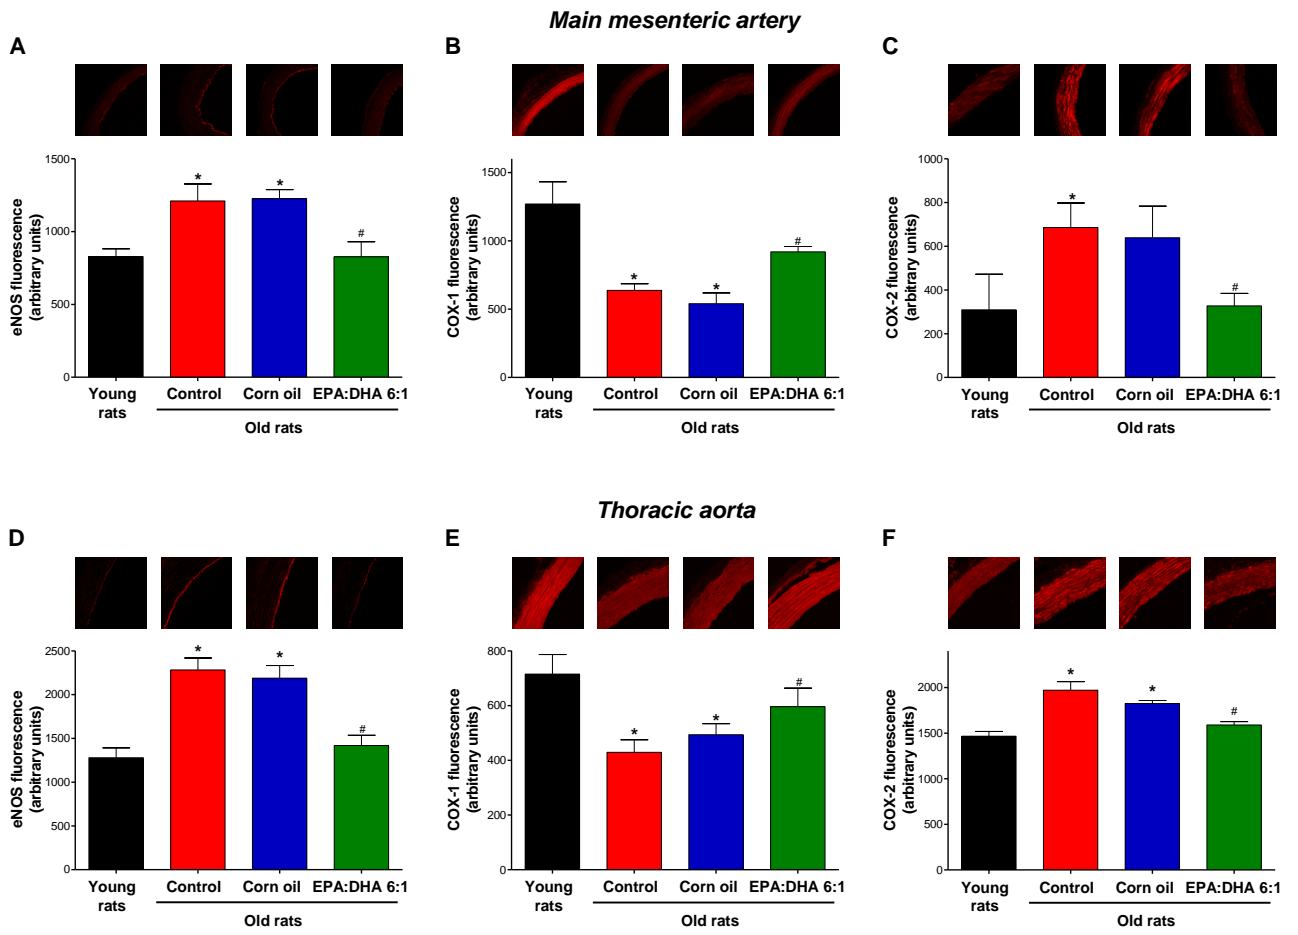 Main mesenteric artery
A
eNOS fluorescence
(arbitrary units)
1500
1000
500
0
*
*
#
Young
rats
Control
Corn oil
EPA:DHA 6:1
Old rats
B
COX-1 fluorescence
(arbitrary units)
1500
1000
500
0
*
*
#
Young
rats
Control
Corn oil
EPA:DHA 6:1
Old rats
C
COX-2 fluorescence
(arbitrary units)
1000
800
600
400
200
0
*
#
Young
rats
Control
Corn oil
EPA:DHA 6:1
Old rats
Thoracic aorta
D
eNOS fluorescence
(arbitrary units)
2500
2000
1500
1000
500
0
*
*
#
Young
rats
Control
Corn oil
EPA:DHA 6:1
Old rats
E
COX-1 fluorescence
(arbitrary units)
800
600
400
200
0
*
*
#
Young
rats
Control
Corn oil
EPA:DHA 6:1
Old rats
F
COX-2 fluorescence
(arbitrary units)
2000
1500
1000
500
0
*
*
#
Young
rats
Control
Corn oil
EPA:DHA 6:1
Old rats